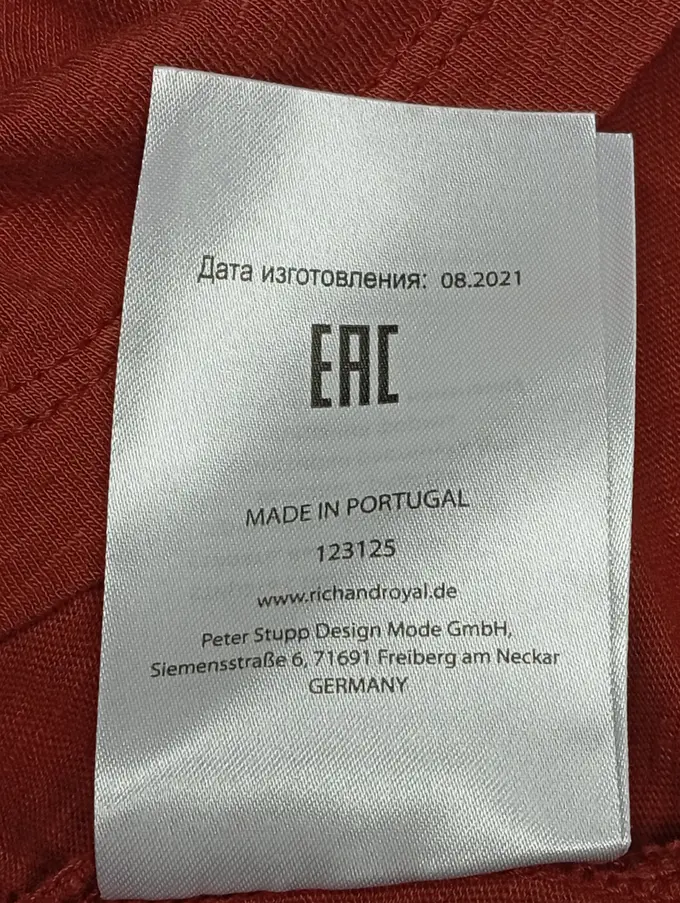 Дата изготовления: 08.2021
EAC
MADE IN PORTUGAL
123125
www.richandroyal.de
Peter Stupp Design Mode GmbH,
Siemensstraße 6, 71691 Freiberg am Neckar
GERMANY